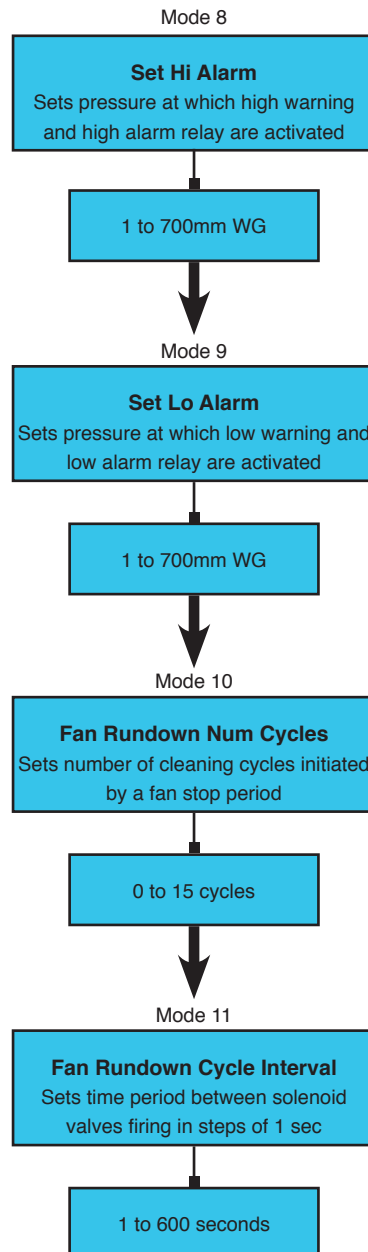 Mode 8
Set Hi Alarm
Sets pressure at which high warning
and high alarm relay are activated
1 to 700mm WG
Mode 9
Set Lo Alarm
Sets pressure at which low warning and
low alarm relay are activated
1 to 700mm WG
Mode 10
Fan Rundown Num Cycles
Sets number of cleaning cycles initiated
by a fan stop period
0 to 15 cycles
Mode 11
Fan Rundown Cycle Interval
Sets time period between solenoid
valves firing in steps of 1 sec
1 to 600 seconds